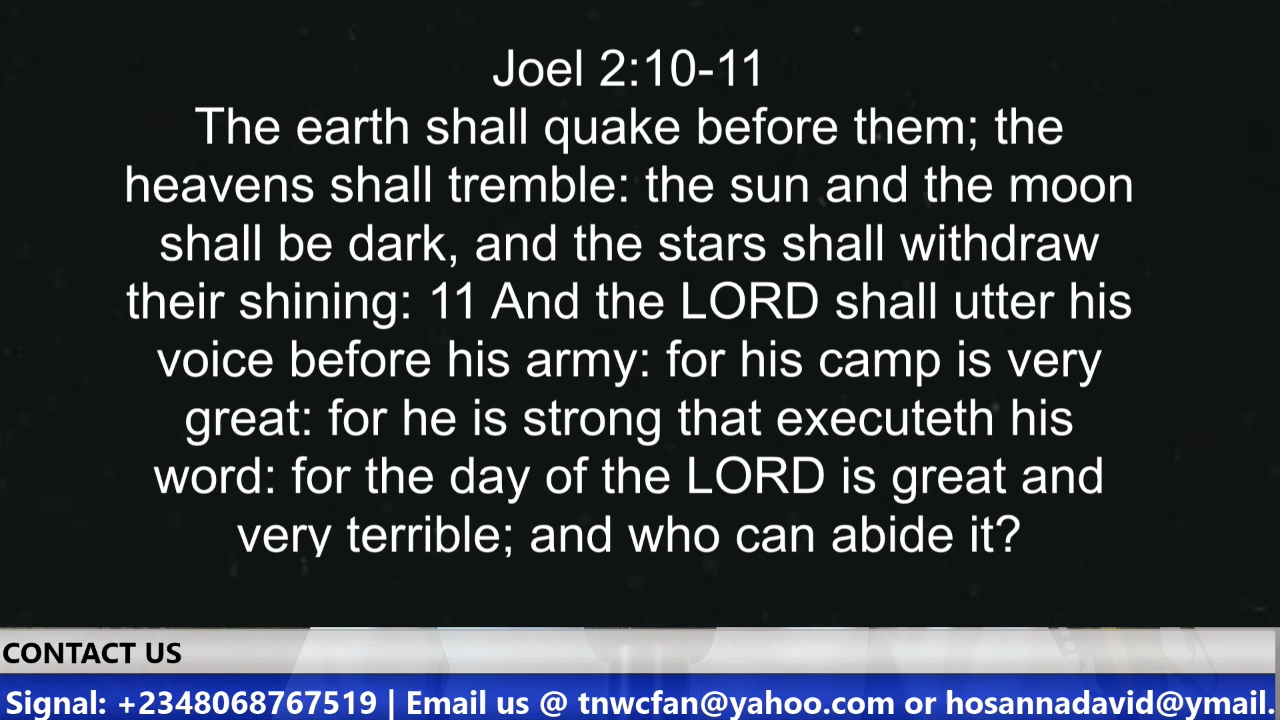 Joel 2:10-11
The earth shall quake before them; the
heavens shall tremble: the sun and the moon
shall be dark, and the stars shall withdraw
their shining: 11 And the LORD shall utter his
voice before his army: for his camp is very
great: for he is strong that executeth his
word: for the day of the LORD is great and
very terrible; and who can abide it?
CONTACT US
Signal: +2348068767519 | Email us @ tnwcfan@yahoo.com or hosannadavid@ymail.